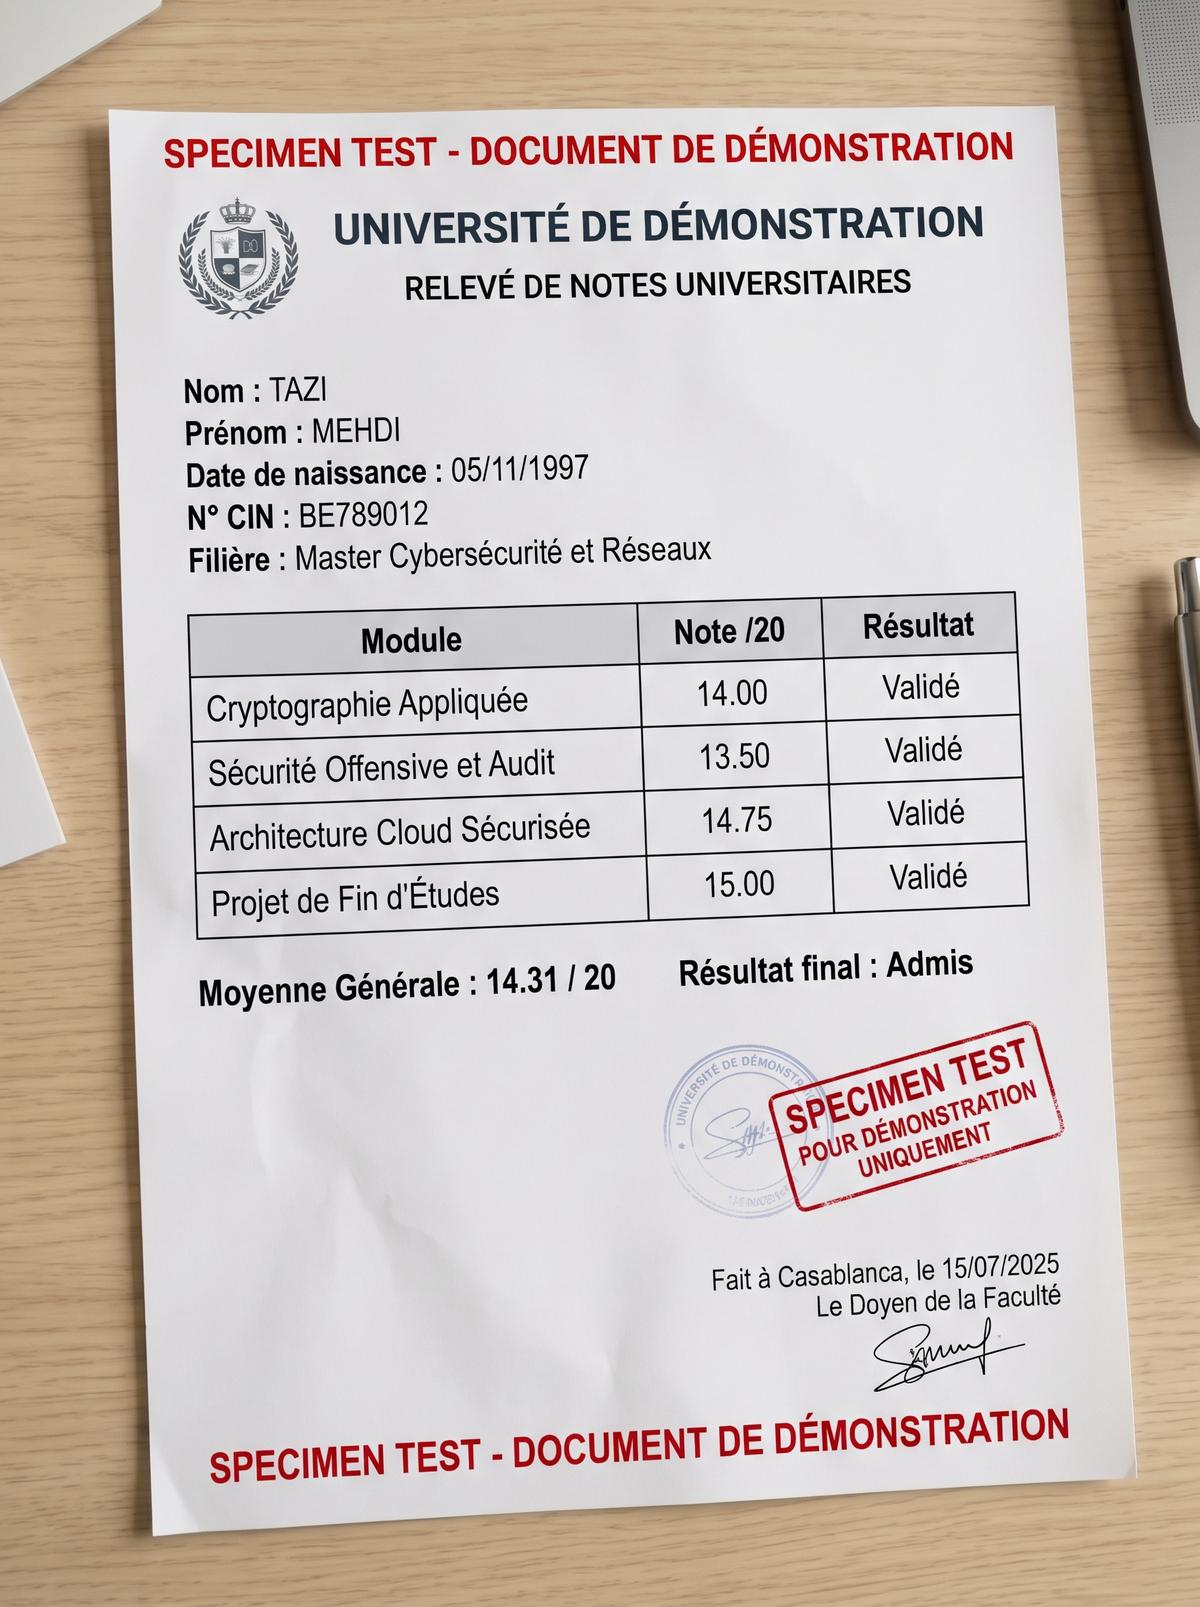 SPECIMEN TEST - DOCUMENT DE DÉMONSTRATION
UNIVERSITÉ DE DÉMONSTRATION
RELEVÉ DE NOTES UNIVERSITAIRES
Nom : TAZI
Prénom : MEHDI
Date de naissance : 05/11/1997
N° CIN : BE789012
Filière : Master Cybersécurité et Réseaux
Module Note /20 Résultat
Cryptographie Appliquée 14.00 Validé
Sécurité Offensive et Audit 13.50 Validé
Architecture Cloud Sécurisée 14.75 Validé
Projet de Fin d'Études 15.00 Validé
Moyenne Générale : 14.31 / 20 Résultat final : Admis
UNIVERSITÉ DE
SPECIMEN TEST
POUR DÉMONSTRATION
UNIQUEMENT
Fait à Casablanca, le 15/07/2025
Le Doyen de la Faculté
SPECIMEN TEST - DOCUMENT DE DÉMONSTRATION